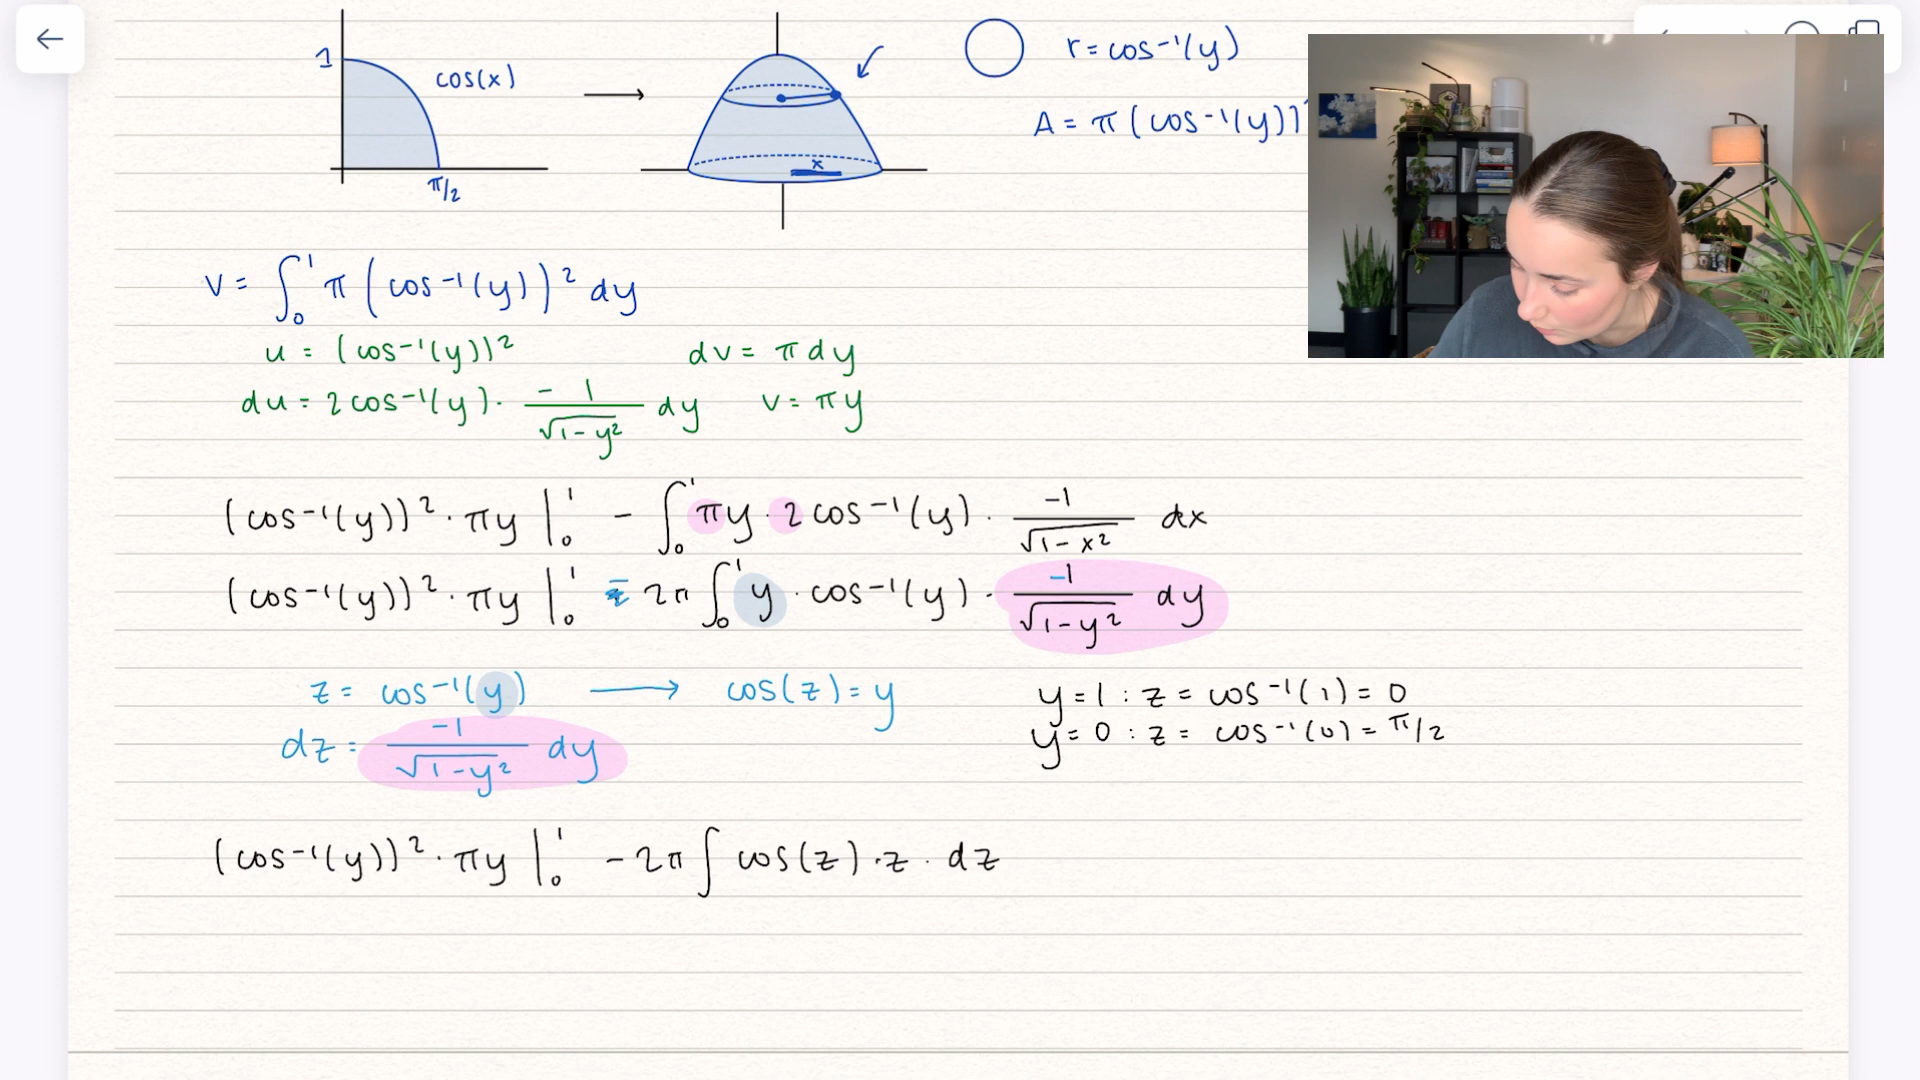 1
cos(x)
π/2
x
r = cos⁻¹(y)
A = π(cos⁻¹(y))
V = ∫₀¹ π (cos⁻¹(y))² dy
u = (cos⁻¹(y))² dv = π dy
du = 2cos⁻¹(y) · -1/√(1-y²) dy v = πy
(cos⁻¹(y))² · πy |₀¹ - ∫₀¹ πy · 2cos⁻¹(y) · -1/√(1-x²) dx
(cos⁻¹(y))² · πy |₀¹ - 2π ∫₀¹ y · cos⁻¹(y) · -1/√(1-y²) dy
z = cos⁻¹(y) → cos(z) = y
dz = -1/√(1-y²) dy
y = 1 : z = cos⁻¹(1) = 0
y = 0 : z = cos⁻¹(0) = π/2
(cos⁻¹(y))² · πy |₀¹ - 2π ∫ cos(z) · z · dz